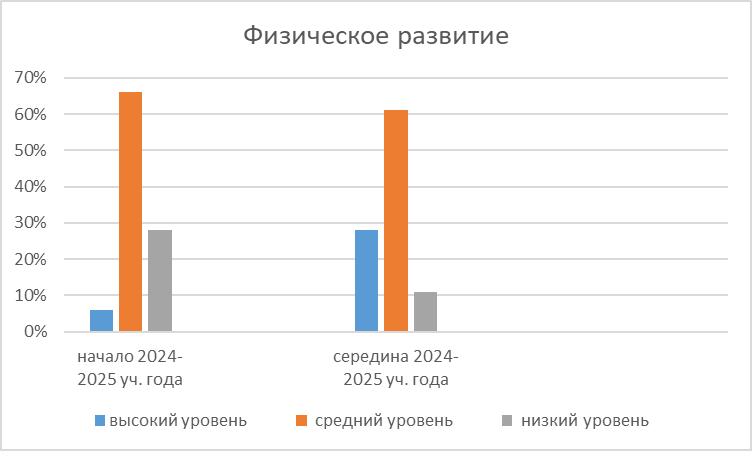 Физическое развитие
70%
60%
50%
40%
30%
20%
10%
0%
начало 2024-
2025 уч. года
середина 2024-
2025 уч. года
высокий уровень
средний уровень
низкий уровень